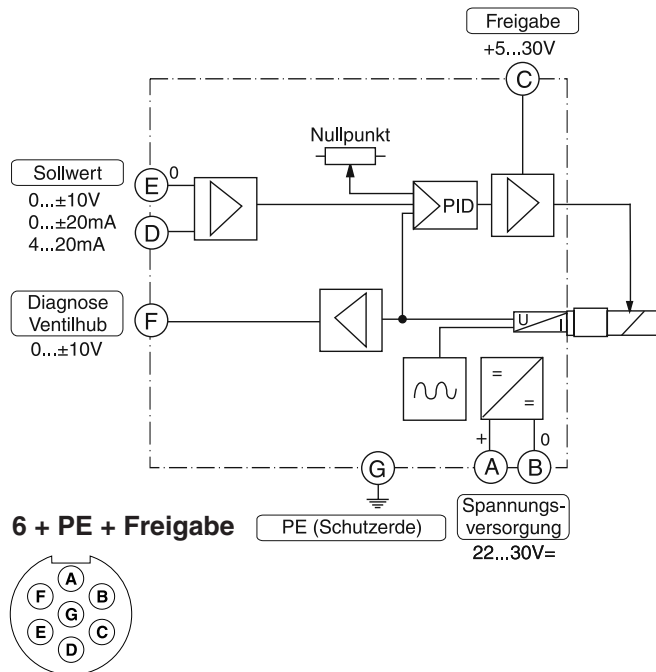 Freigabe
+5...30V
C
Nullpunkt
Sollwert
0...±10V
0...±20mA
4...20mA
E 0
D
PID
Diagnose
Ventilhub
0...±10V
F
U
L
=
=
+ 0
G
A
B
6 + PE + Freigabe
PE (Schutzerde)
Spannungs-
versorgung
22...30V=
A
F
B
G
E
C
D